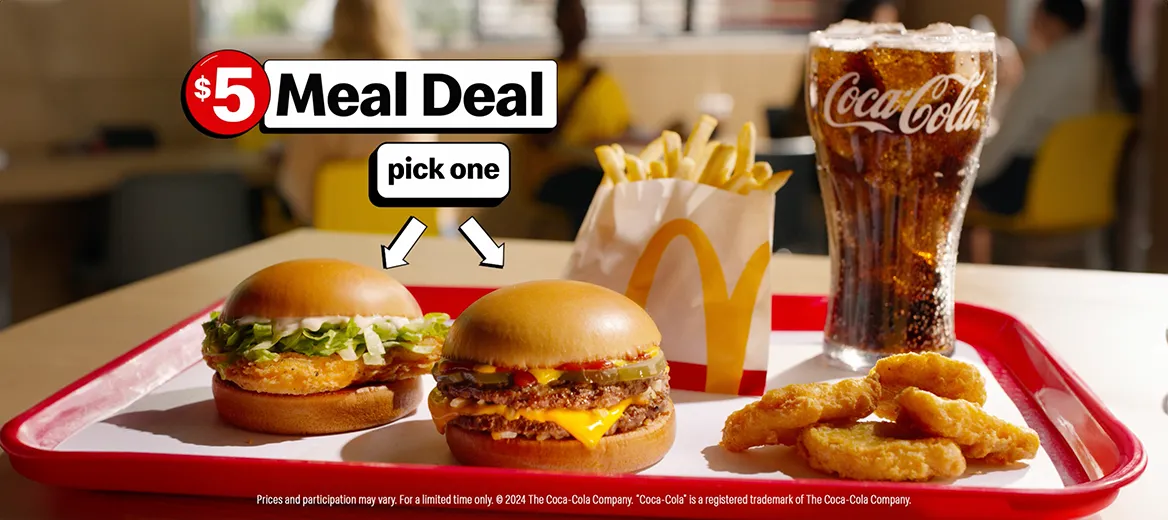 $5 Meal Deal
pick one
Coca-Cola
Prices and participation may vary. For a limited time only. © 2024 The Coca-Cola Company. "Coca-Cola" is a registered trademark of The Coca-Cola Company.